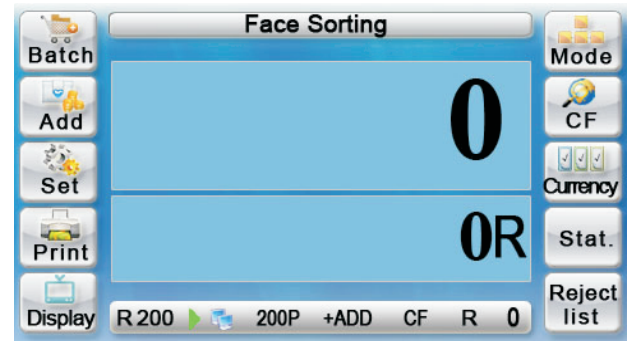 Face Sorting
Batch
Add
Set
Print
Display
0
0R
Mode
CF
Currency
Stat.
Reject
list
R 200 200P +ADD CF R 0